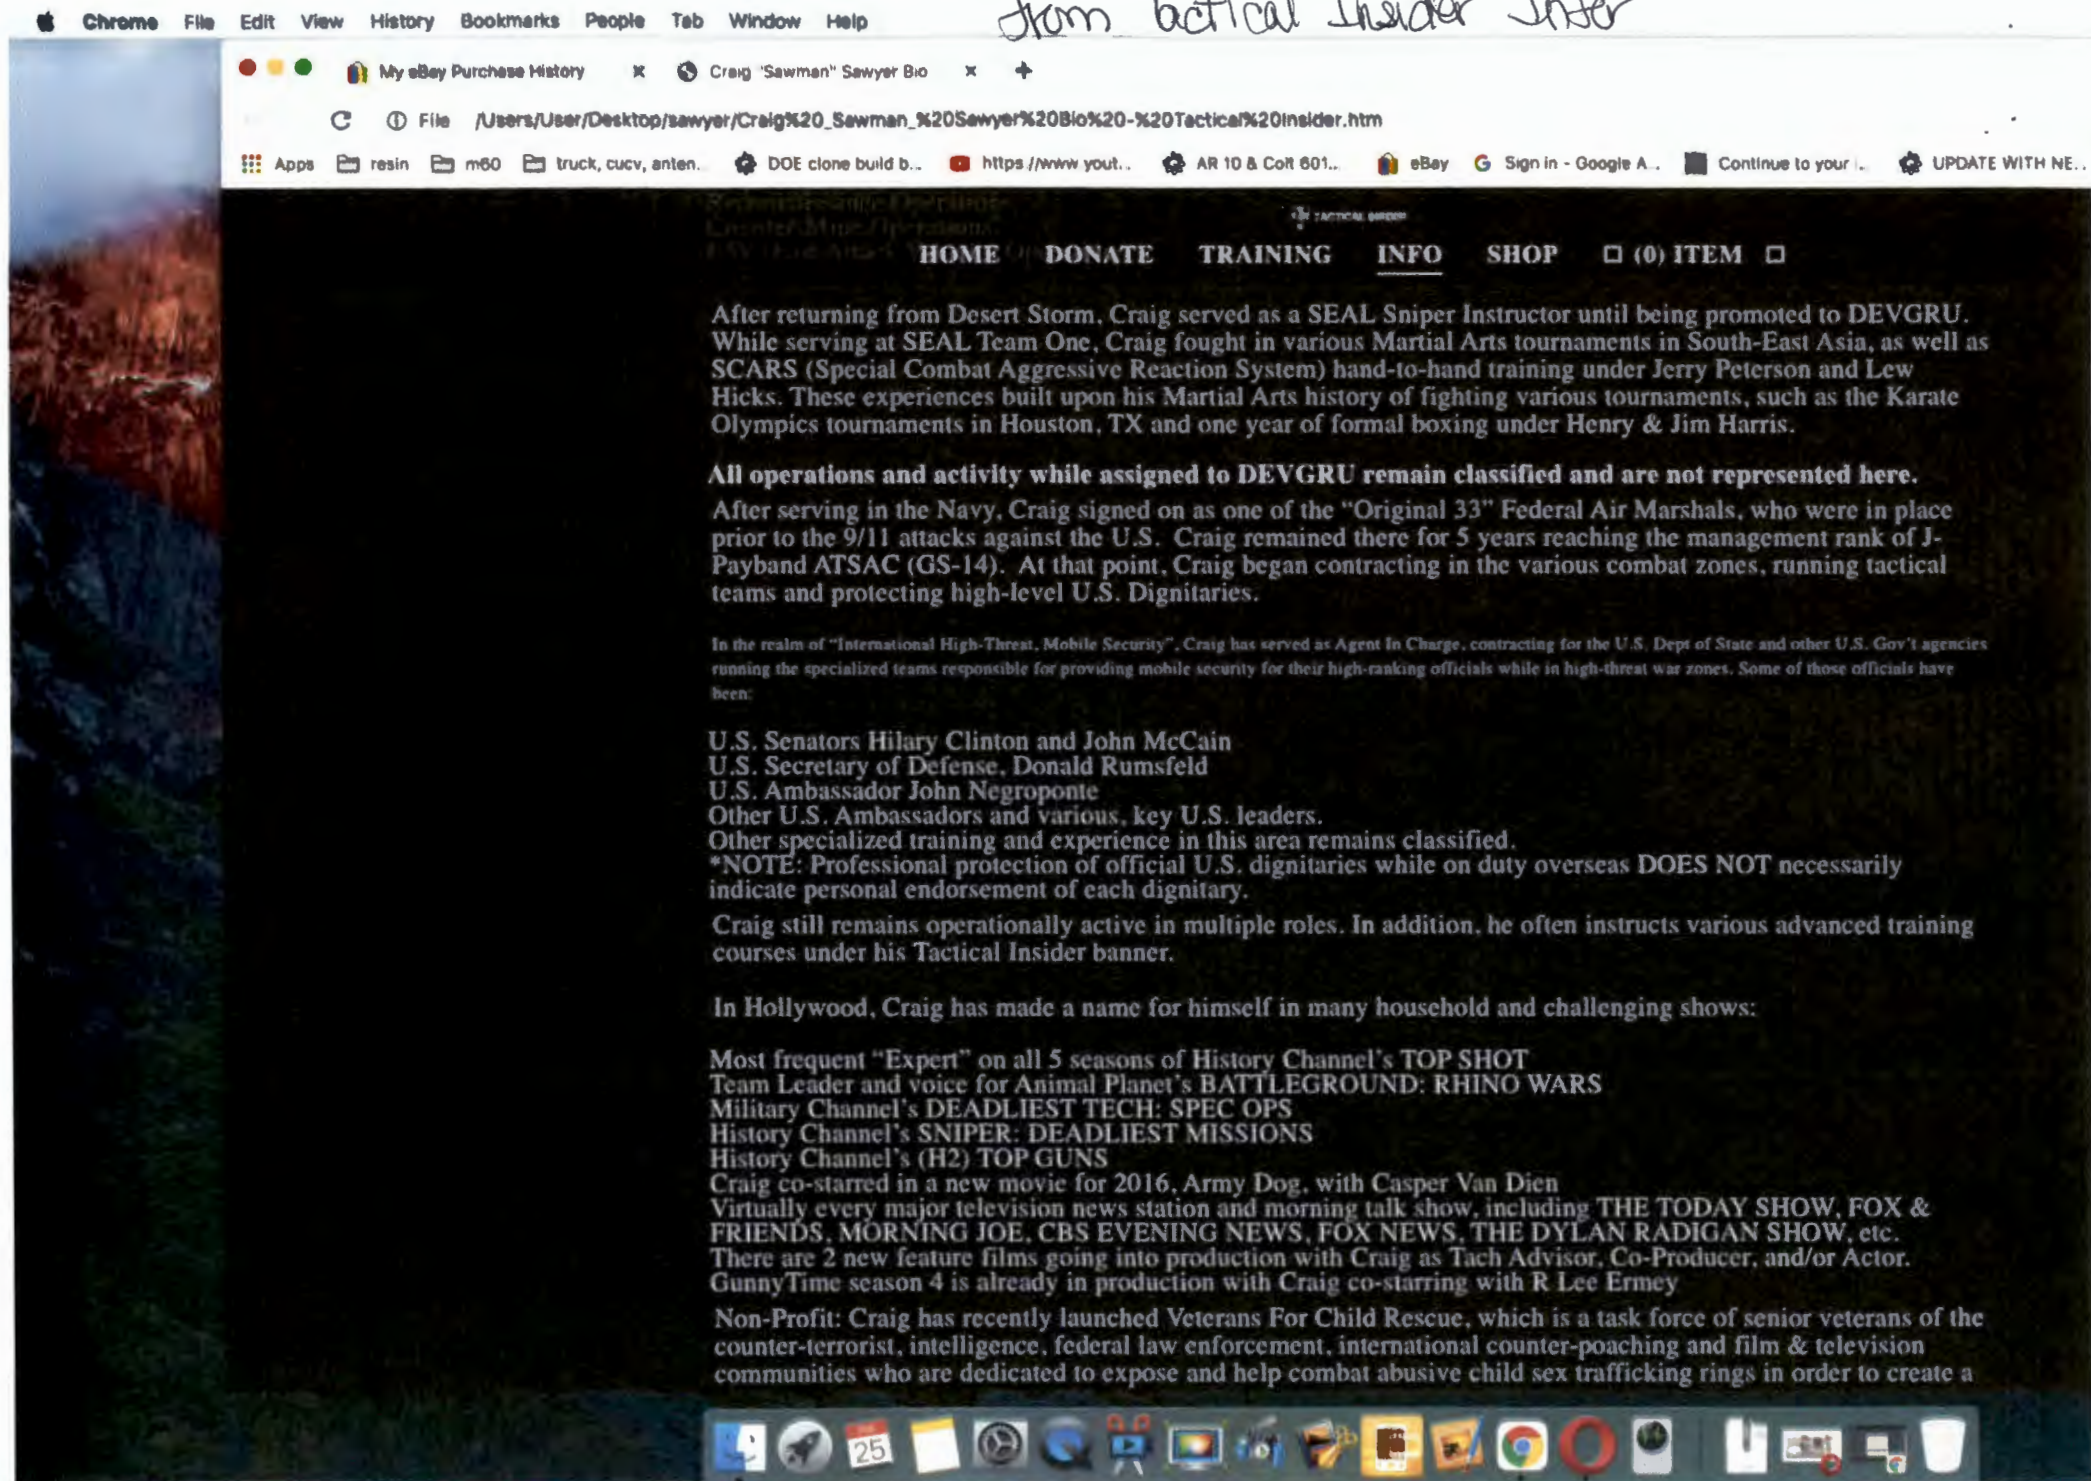 from tactical Insider Infer
Chrome File Edit View History Bookmarks People Tab Window Help
My eBay Purchase History × Craig "Sawman" Sawyer Bio × +
File /Users/User/Desktop/sawyer/Craig%20_Sawman_%20Sawyer%20Bio%20-%20Tactical%20Insider.htm
Apps resin m60 truck, cucv, anten.. DOE clone build b... https //www yout.. AR 10 & Colt 601... eBay Sign in - Google A... Continue to your i.. UPDATE WITH NE..
Reconnaissance Operations
Counter Mine Operations
TACTICAL INSIDER
HOME DONATE TRAINING INFO SHOP (0) ITEM
After returning from Desert Storm, Craig served as a SEAL Sniper Instructor until being promoted to DEVGRU.
While serving at SEAL Team One, Craig fought in various Martial Arts tournaments in South-East Asia, as well as
SCARS (Special Combat Aggressive Reaction System) hand-to-hand training under Jerry Peterson and Lew
Hicks. These experiences built upon his Martial Arts history of fighting various tournaments, such as the Karate
Olympics tournaments in Houston, TX and one year of formal boxing under Henry & Jim Harris.
All operations and activity while assigned to DEVGRU remain classified and are not represented here.
After serving in the Navy, Craig signed on as one of the “Original 33” Federal Air Marshals, who were in place
prior to the 9/11 attacks against the U.S. Craig remained there for 5 years reaching the management rank of J-
Payband ATSAC (GS-14). At that point, Craig began contracting in the various combat zones, running tactical
teams and protecting high-level U.S. Dignitaries.
In the realm of “International High-Threat, Mobile Security”, Craig has served as Agent In Charge, contracting for the U.S. Dept of State and other U.S. Gov't agencies
running the specialized teams responsible for providing mobile security for their high-ranking officials while in high-threat war zones. Some of those officials have
been:
U.S. Senators Hilary Clinton and John McCain
U.S. Secretary of Defense, Donald Rumsfeld
U.S. Ambassador John Negroponte
Other U.S. Ambassadors and various, key U.S. leaders.
Other specialized training and experience in this area remains classified.
*NOTE: Professional protection of official U.S. dignitaries while on duty overseas DOES NOT necessarily
indicate personal endorsement of each dignitary.
Craig still remains operationally active in multiple roles. In addition, he often instructs various advanced training
courses under his Tactical Insider banner.
In Hollywood, Craig has made a name for himself in many household and challenging shows:
Most frequent “Expert” on all 5 seasons of History Channel's TOP SHOT
Team Leader and voice for Animal Planet's BATTLEGROUND: RHINO WARS
Military Channel's DEADLIEST TECH: SPEC OPS
History Channel's SNIPER: DEADLIEST MISSIONS
History Channel's (H2) TOP GUNS
Craig co-starred in a new movie for 2016, Army Dog, with Casper Van Dien
Virtually every major television news station and morning talk show, including THE TODAY SHOW, FOX &
FRIENDS, MORNING JOE, CBS EVENING NEWS, FOX NEWS, THE DYLAN RADIGAN SHOW, etc.
There are 2 new feature films going into production with Craig as Tach Advisor, Co-Producer, and/or Actor.
GunnyTime season 4 is already in production with Craig co-starring with R Lee Ermey
Non-Profit: Craig has recently launched Veterans For Child Rescue, which is a task force of senior veterans of the
counter-terrorist, intelligence, federal law enforcement, international counter-poaching and film & television
communities who are dedicated to expose and help combat abusive child sex trafficking rings in order to create a
25